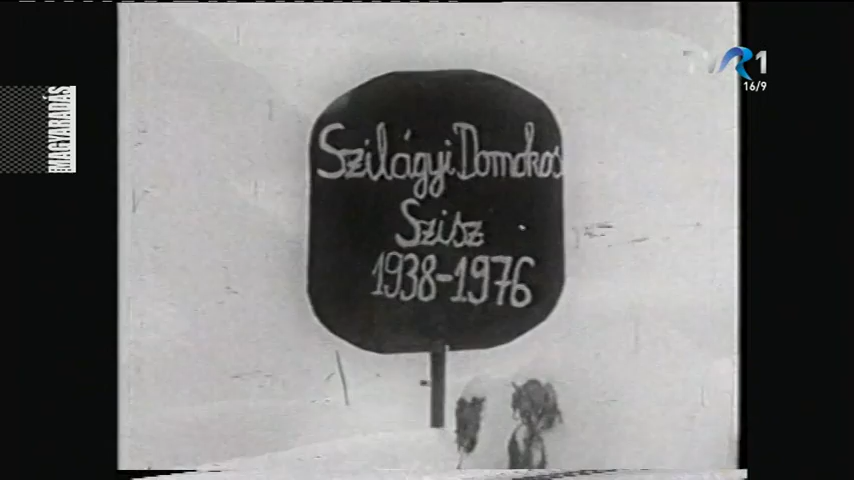 MAGYARADÁS
TVR1
16/9
Szilágyi Domokos
Szisz
1938-1976